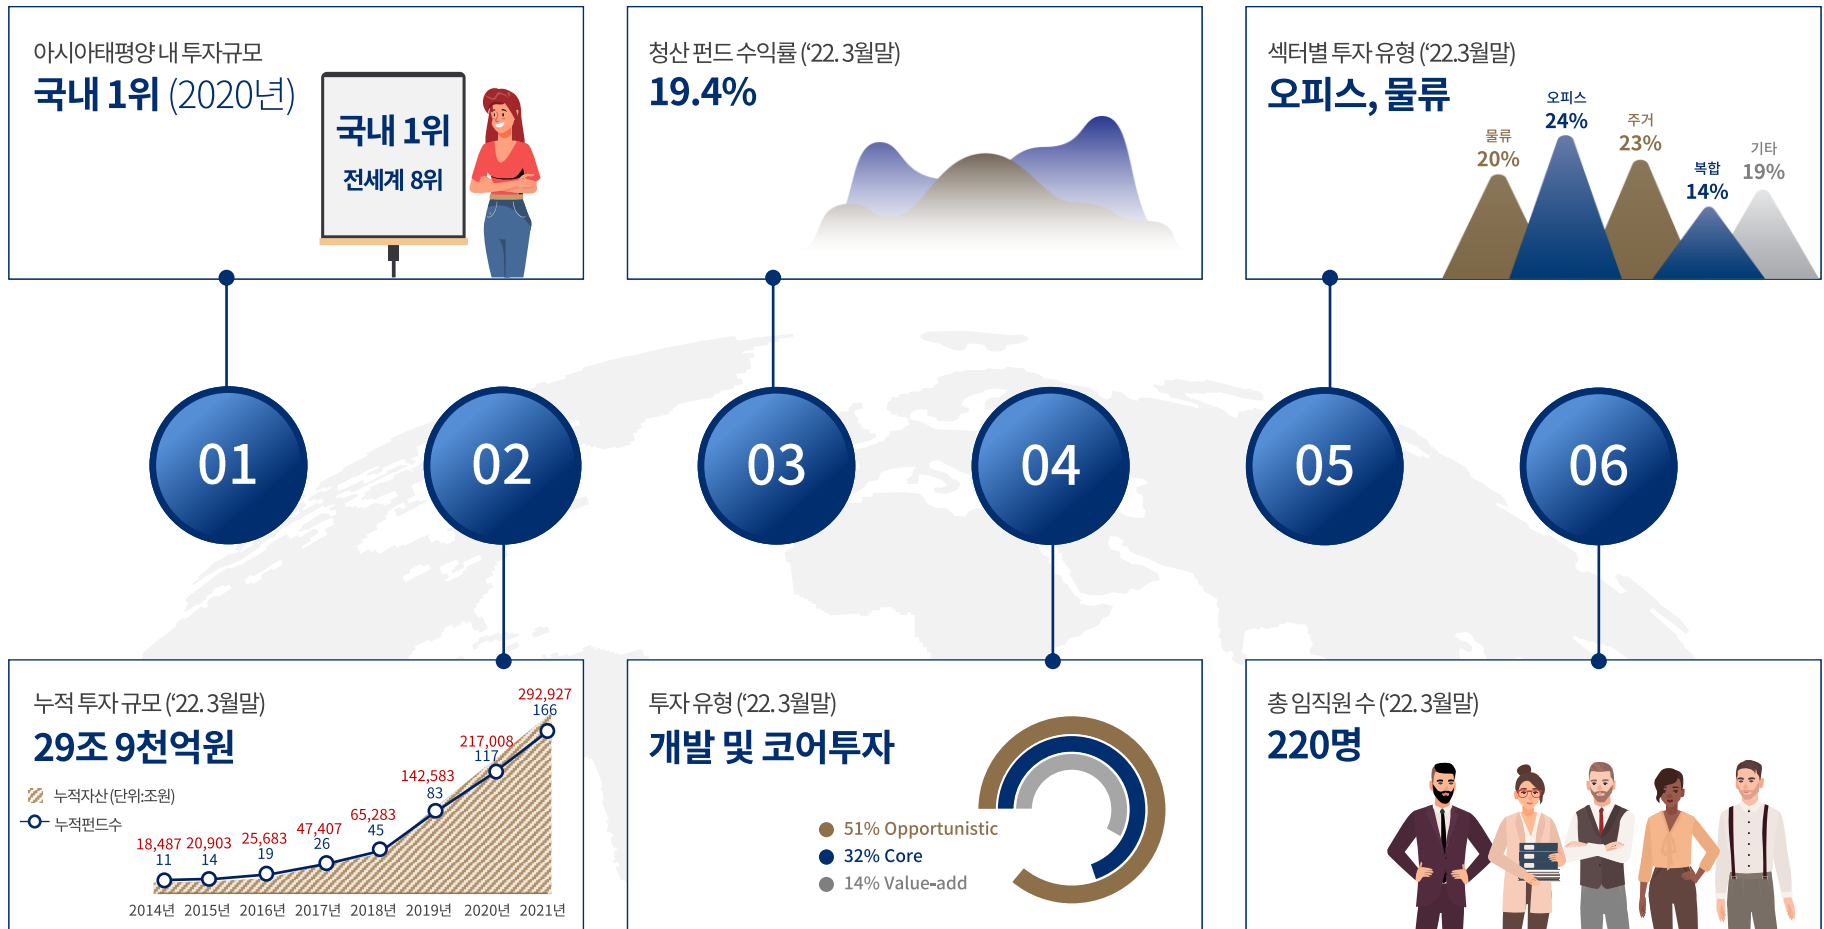 아시아태평양 내 투자규모
국내 1위 (2020년)
국내 1위
전세계 8위
청산 펀드 수익률 (‘22. 3월말)
19.4%
섹터별 투자 유형 (‘22.3월말)
오피스, 물류
물류
20%
오피스
24%
주거
23%
복합
14%
기타
19%
01
02
03
04
05
06
누적 투자 규모 (‘22. 3월말)
29조 9천억원
누적자산 (단위:조원)
누적펀드수
18,487
11
20,903
14
25,683
19
47,407
26
65,283
45
142,583
83
217,008
117
292,927
166
2014년 2015년 2016년 2017년 2018년 2019년 2020년 2021년
투자 유형 (‘22. 3월말)
개발 및 코어투자
51% Opportunistic
32% Core
14% Value-add
총 임직원 수 (‘22. 3월말)
220명